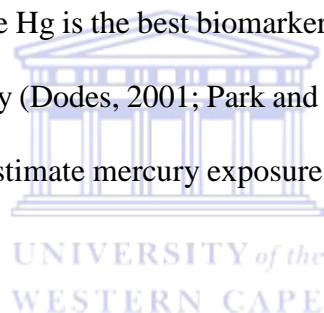 e Hg is the best biomarker
y (Dodes, 2001; Park and
stimate mercury exposure
UNIVERSITY of the
WESTERN CAPE